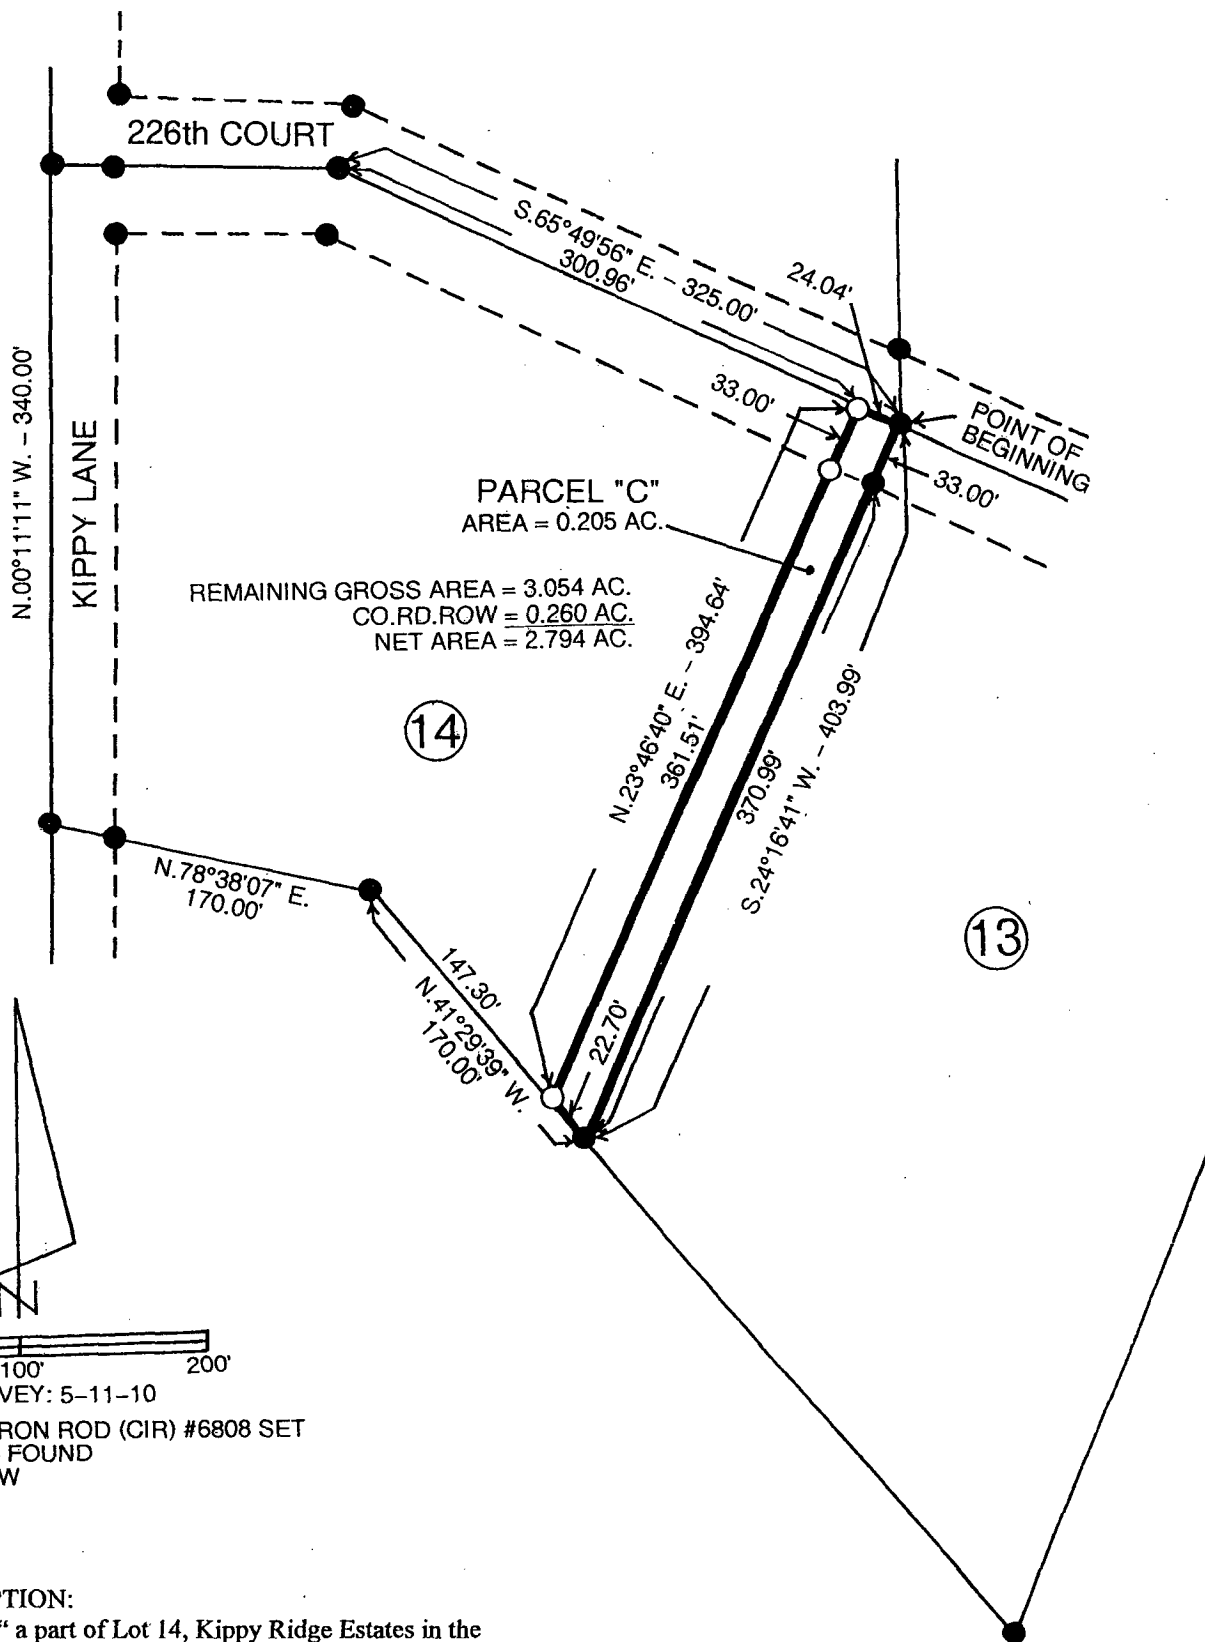 226th COURT
S.65°49'56" E. – 325.00'
300.96'
24.04'
33.00'
POINT OF
BEGINNING
33.00'
N.00°11'11" W. – 340.00'
KIPPY LANE
PARCEL "C"
AREA = 0.205 AC.
REMAINING GROSS AREA = 3.054 AC.
CO.RD.ROW = 0.260 AC.
NET AREA = 2.794 AC.
14
N.23°46'40" E. – 394.64'
361.51'
370.99'
S.24°16'41" W. – 403.99'
N.78°38'07" E.
170.00'
13
147.30'
N.41°29'39" W.
170.00'
22.70'
N
100'
200'
VEY: 5–11–10
RON ROD (CIR) #6808 SET
FOUND
W
PTION:
" a part of Lot 14, Kippy Ridge Estates in the